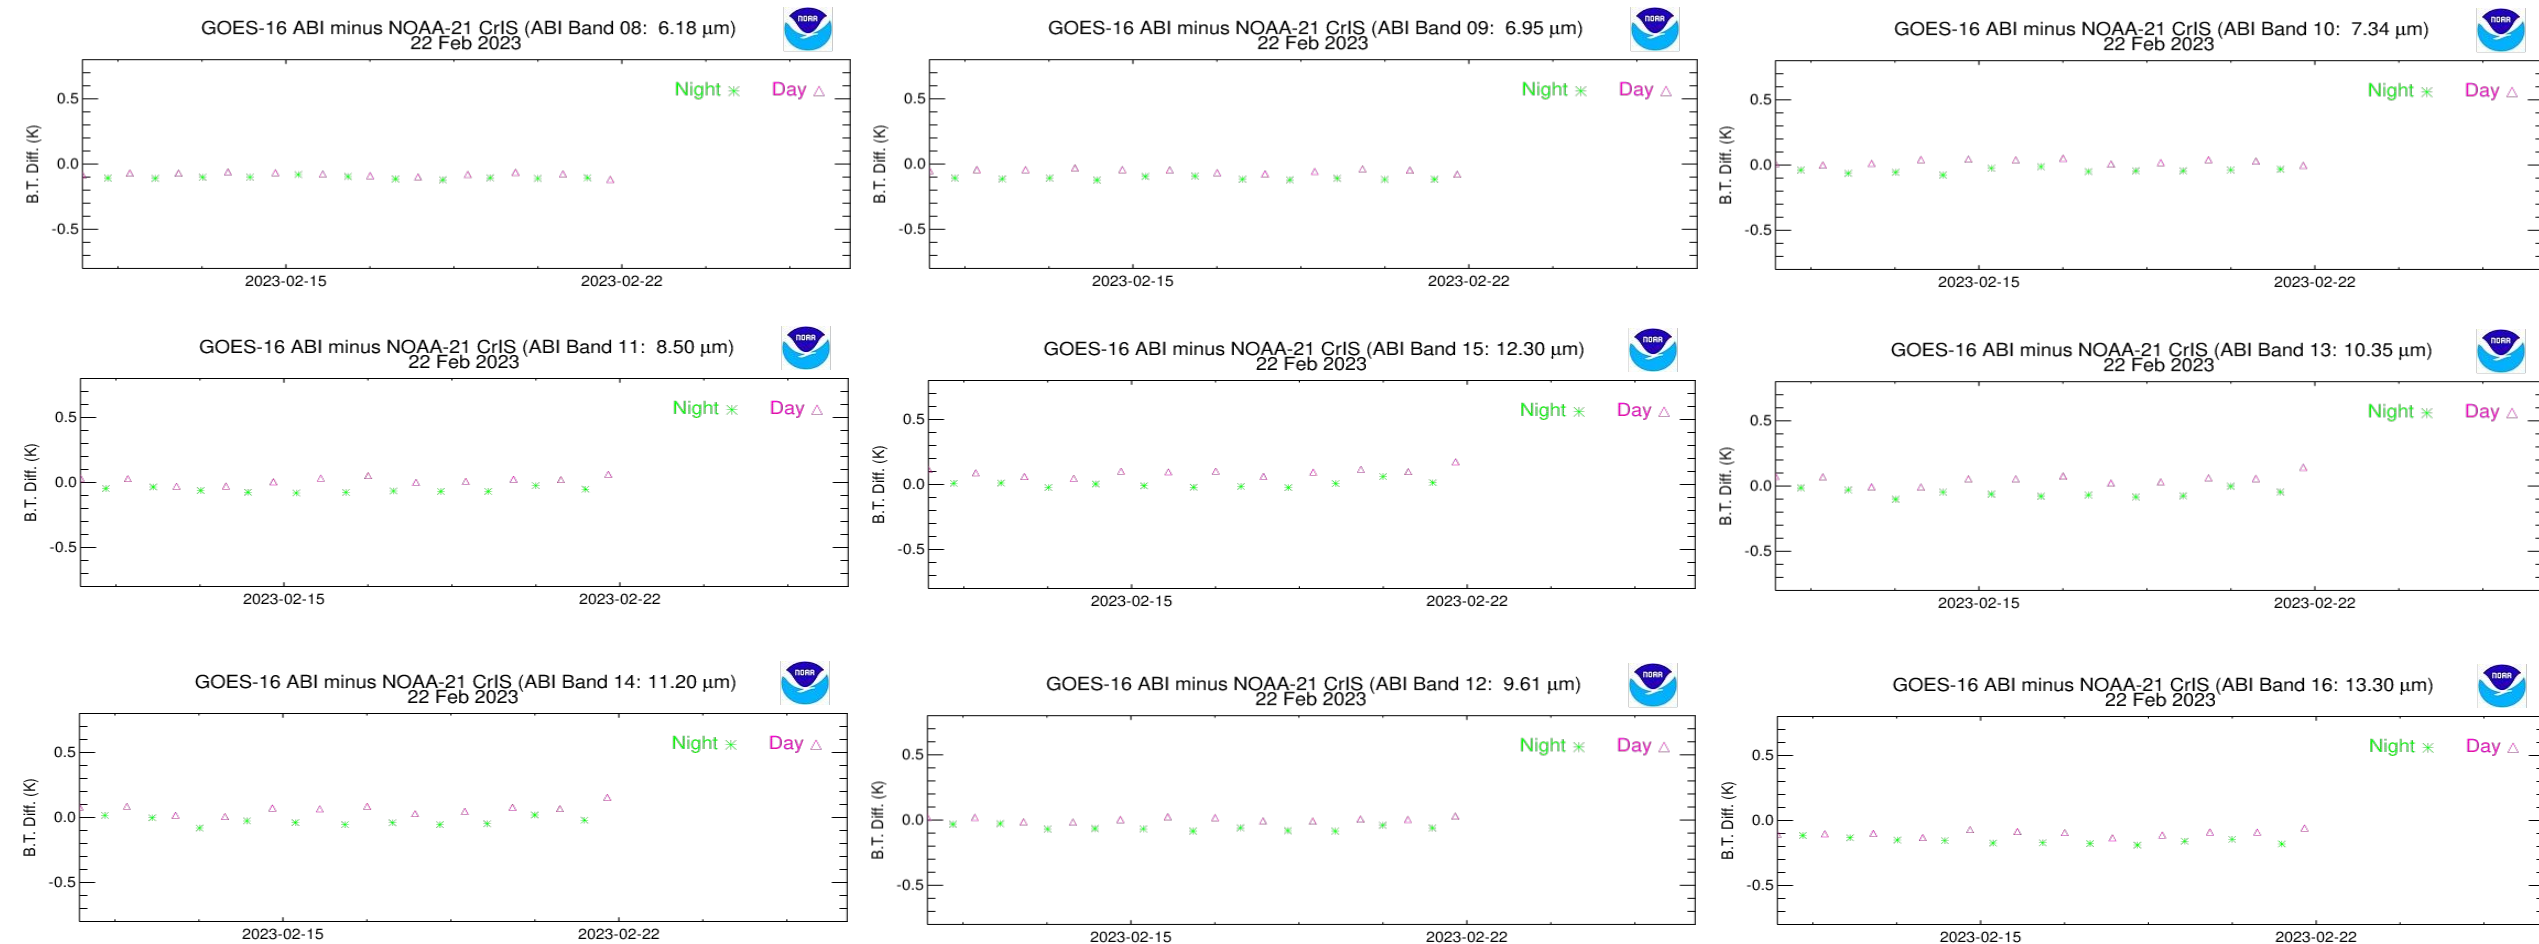 GOES-16 ABI minus NOAA-21 CrIS (ABI Band 08: 6.18 μm)
22 Feb 2023
NOAA
Night Day
B.T. Diff. (K)
0.5
0.0
-0.5
2023-02-15 2023-02-22
GOES-16 ABI minus NOAA-21 CrIS (ABI Band 09: 6.95 μm)
22 Feb 2023
NOAA
Night Day
B.T. Diff. (K)
0.5
0.0
-0.5
2023-02-15 2023-02-22
GOES-16 ABI minus NOAA-21 CrIS (ABI Band 10: 7.34 μm)
22 Feb 2023
NOAA
Night Day
B.T. Diff. (K)
0.5
0.0
-0.5
2023-02-15 2023-02-22
GOES-16 ABI minus NOAA-21 CrIS (ABI Band 11: 8.50 μm)
22 Feb 2023
NOAA
Night Day
B.T. Diff. (K)
0.5
0.0
-0.5
2023-02-15 2023-02-22
GOES-16 ABI minus NOAA-21 CrIS (ABI Band 15: 12.30 μm)
22 Feb 2023
NOAA
Night Day
B.T. Diff. (K)
0.5
0.0
-0.5
2023-02-15 2023-02-22
GOES-16 ABI minus NOAA-21 CrIS (ABI Band 13: 10.35 μm)
22 Feb 2023
NOAA
Night Day
B.T. Diff. (K)
0.5
0.0
-0.5
2023-02-15 2023-02-22
GOES-16 ABI minus NOAA-21 CrIS (ABI Band 14: 11.20 μm)
22 Feb 2023
NOAA
Night Day
B.T. Diff. (K)
0.5
0.0
-0.5
2023-02-15 2023-02-22
GOES-16 ABI minus NOAA-21 CrIS (ABI Band 12: 9.61 μm)
22 Feb 2023
NOAA
Night Day
B.T. Diff. (K)
0.5
0.0
-0.5
2023-02-15 2023-02-22
GOES-16 ABI minus NOAA-21 CrIS (ABI Band 16: 13.30 μm)
22 Feb 2023
NOAA
Night Day
B.T. Diff. (K)
0.5
0.0
-0.5
2023-02-15 2023-02-22